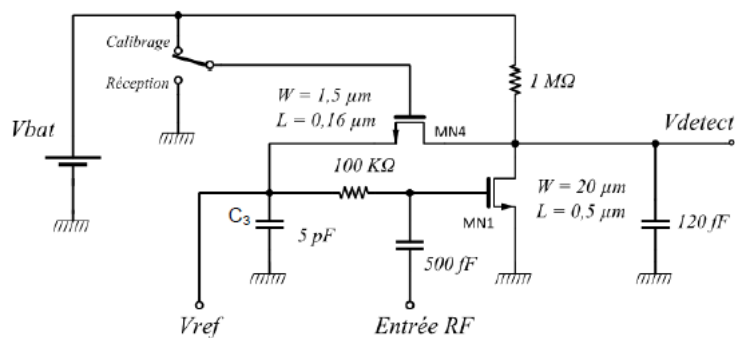 Calibrage
Réception
Vbat
W = 1,5 µm
L = 0,16 µm
MN4
1 MΩ
Vdetect
100 KΩ
W = 20 µm
L = 0,5 µm
MN1
C3
5 pF
500 fF
120 fF
Vref
Entrée RF